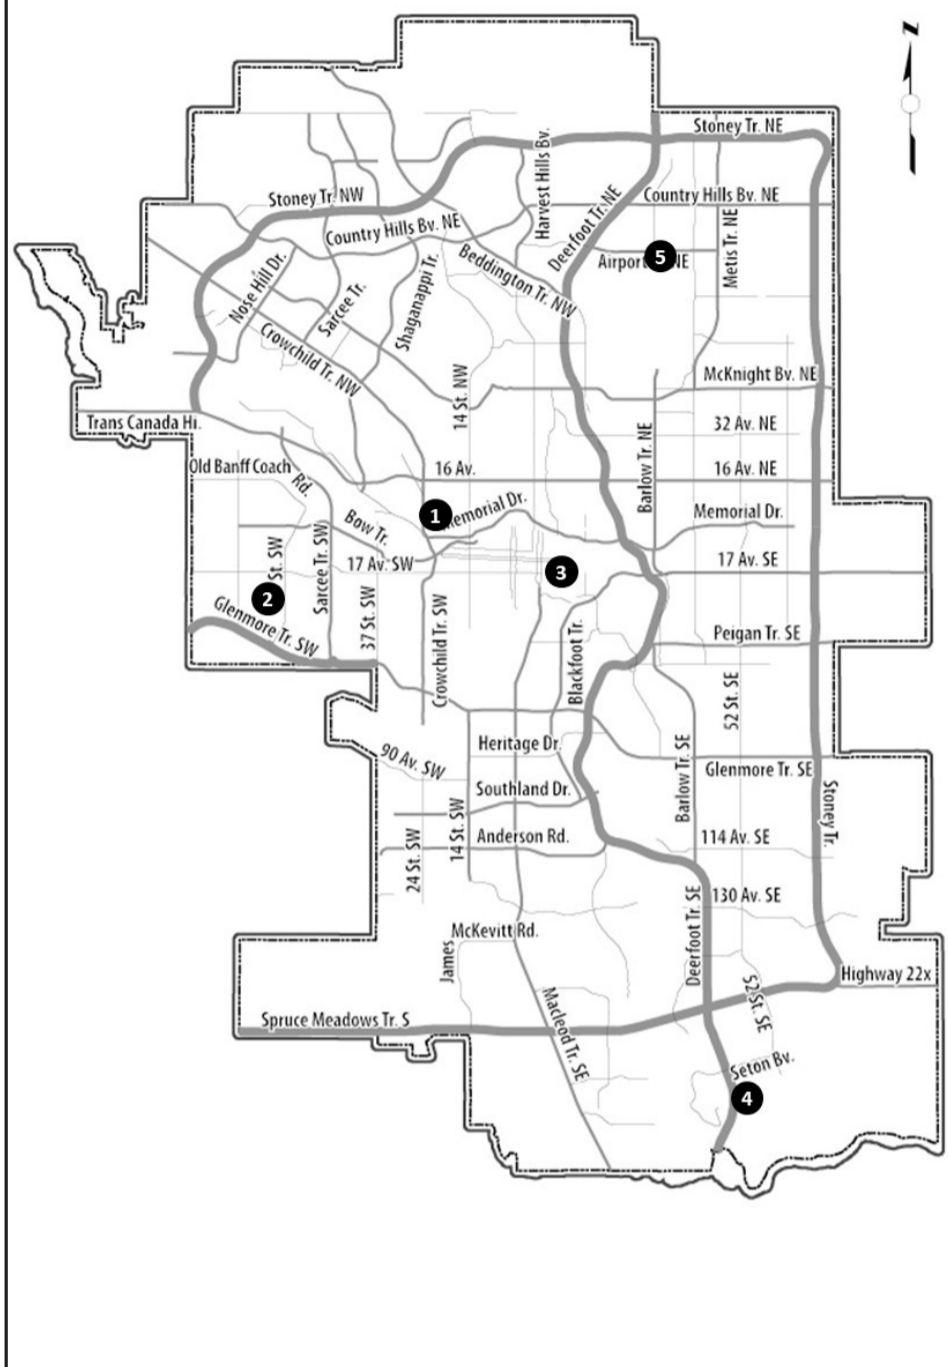 N
Stoney Tr. NE
Harvest Hills Bv.
Stoney Tr. NW
Country Hills Bv. NE
Deerfoot Tr. NE
Country Hills Bv. NE
Metis Tr. NE
5
Airport NE
Beddington Tr. NW
Nose Hill Dr.
Sarcee Tr.
Shaganappi Tr.
Crowchild Tr. NW
14 St. NW
McKnight Bv. NE
Trans Canada Hi.
32 Av. NE
Barlow Tr. NE
Old Banff Coach
Rd.
16 Av.
16 Av. NE
1
Memorial Dr.
Memorial Dr.
Bow Tr.
St. SW
Sarcee Tr. SW
17 Av. SW
3
17 Av. SE
2
Glenmore Tr. SW
37 St. SW
Crowchild Tr. SW
Blackfoot Tr.
Peigan Tr. SE
52 St. SE
90 Av. SW
Heritage Dr.
Barlow Tr. SE
Glenmore Tr. SE
Southland Dr.
Stoney Tr.
24 St. SW
14 St. SW
Anderson Rd.
114 Av. SE
130 Av. SE
Deerfoot Tr. SE
James
McKevitt Rd.
Highway 22x
52 St. SE
Macleod Tr. SE
Spruce Meadows Tr. S
Seton Bv.
4